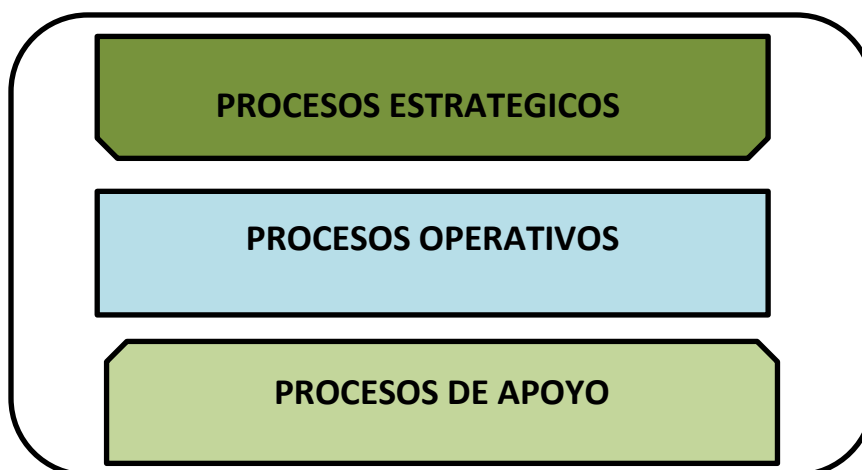 PROCESOS ESTRATEGICOS
PROCESOS OPERATIVOS
PROCESOS DE APOYO